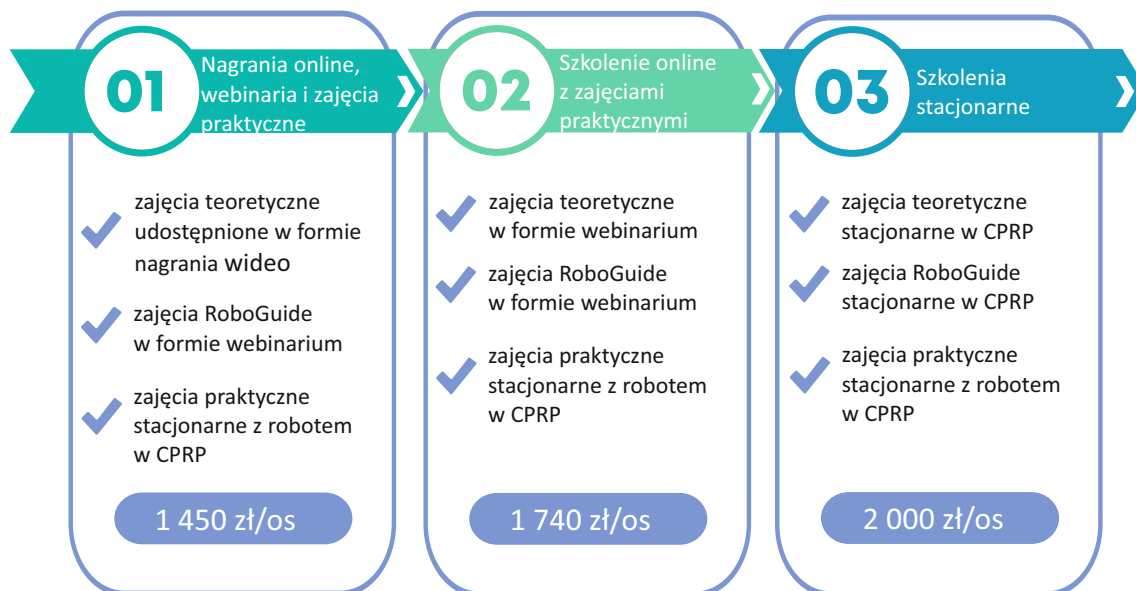 01
Nagrania online,
webinaria i zajęcia
praktyczne
zajęcia teoretyczne
udostępnione w formie
nagrania wideo
zajęcia RoboGuide
w formie webinarium
zajęcia praktyczne
stacjonarne z robotem
w CPRP
1 450 zł/os
02
Szkolenie online
z zajęciami
praktycznymi
zajęcia teoretyczne
w formie webinarium
zajęcia RoboGuide
w formie webinarium
zajęcia praktyczne
stacjonarne z robotem
w CPRP
1 740 zł/os
03
Szkolenia
stacjonarne
zajęcia teoretyczne
stacjonarne w CPRP
zajęcia RoboGuide
stacjonarne w CPRP
zajęcia praktyczne
stacjonarne z robotem
w CPRP
2 000 zł/os